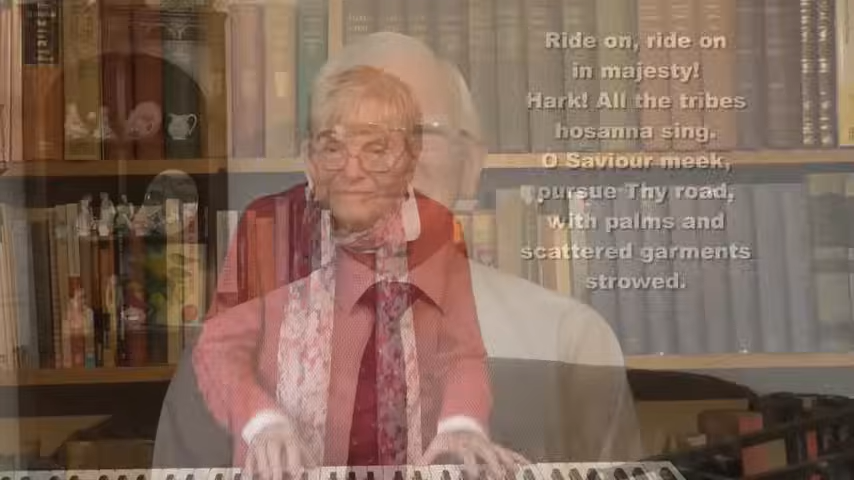 Ride on, ride on
in majesty!
Hark! All the tribes
hosanna sing.
O Saviour meek,
pursue Thy road,
with palms and
scattered garments
strowed.